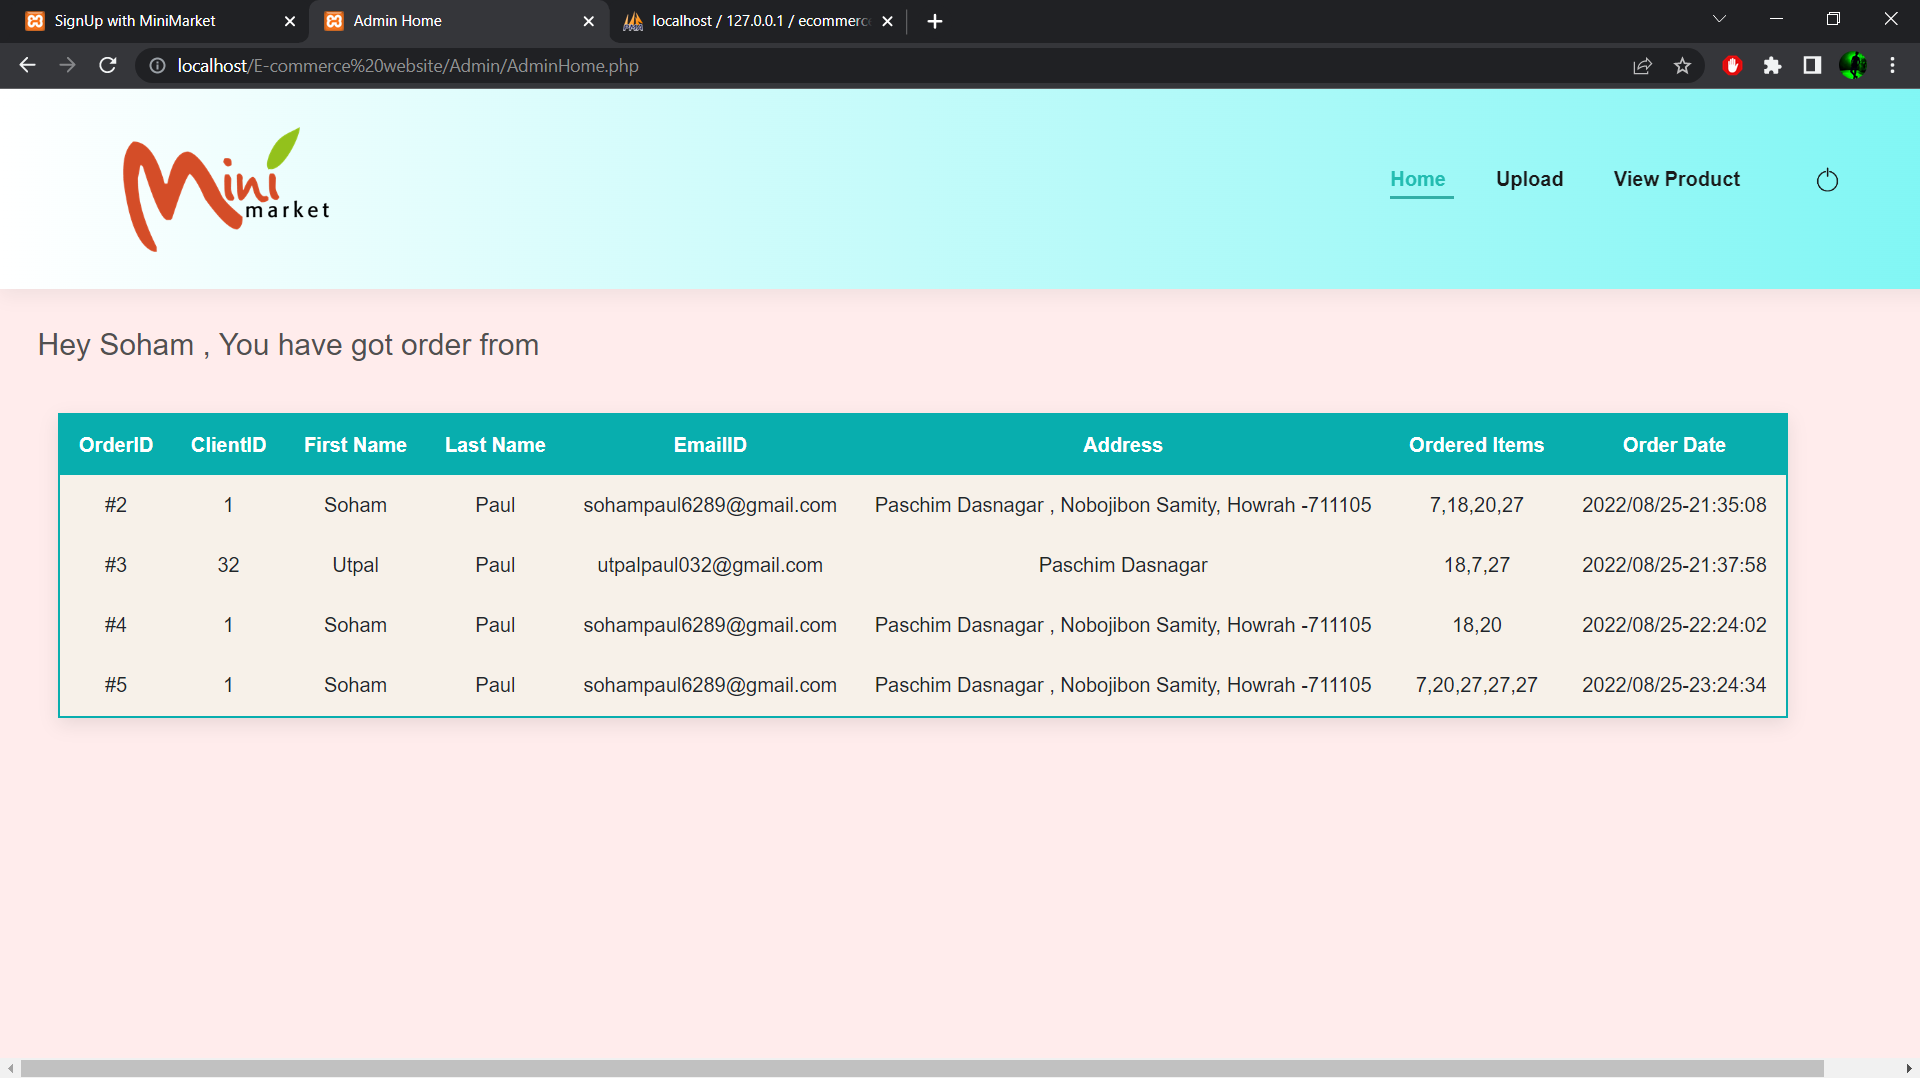 SignUp with MiniMarket
Admin Home
localhost / 127.0.0.1 / ecommerce
localhost/E-commerce%20website/Admin/AdminHome.php
Mini
market
Home Upload View Product
Hey Soham , You have got order from
OrderID ClientID First Name Last Name EmailID Address Ordered Items Order Date
#2 1 Soham Paul sohampaul6289@gmail.com Paschim Dasnagar , Nobojibon Samity, Howrah -711105 7,18,20,27 2022/08/25-21:35:08
#3 32 Utpal Paul utpalpaul032@gmail.com Paschim Dasnagar 18,7,27 2022/08/25-21:37:58
#4 1 Soham Paul sohampaul6289@gmail.com Paschim Dasnagar , Nobojibon Samity, Howrah -711105 18,20 2022/08/25-22:24:02
#5 1 Soham Paul sohampaul6289@gmail.com Paschim Dasnagar , Nobojibon Samity, Howrah -711105 7,20,27,27,27 2022/08/25-23:24:34